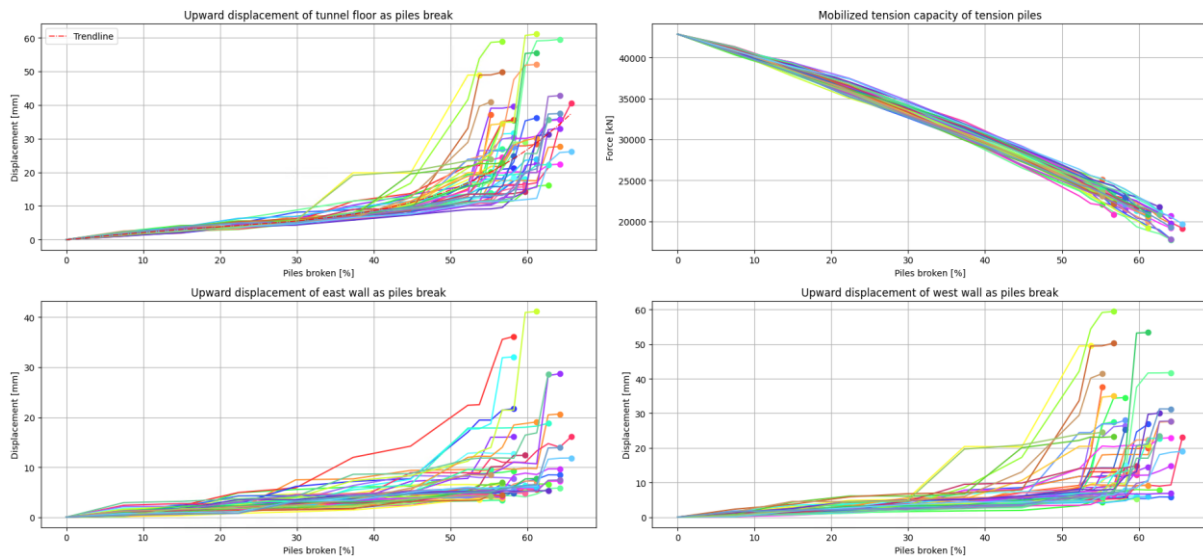 Upward displacement of tunnel floor as piles break
Trendline
60
50
40
30
20
10
0
Displacement [mm]
0 10 20 30 40 50 60
Piles broken [%]
Mobilized tension capacity of tension piles
40000
35000
30000
25000
20000
Force [kN]
0 10 20 30 40 50 60
Piles broken [%]
Upward displacement of east wall as piles break
40
30
20
10
0
Displacement [mm]
0 10 20 30 40 50 60
Piles broken [%]
Upward displacement of west wall as piles break
60
50
40
30
20
10
0
Displacement [mm]
0 10 20 30 40 50 60
Piles broken [%]